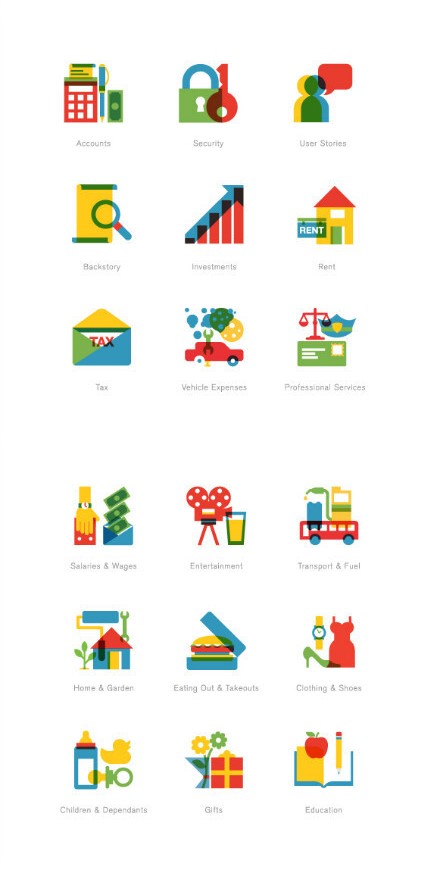 Accounts
Security
User Stories
Backstory
Investments
RENT
Rent
TAX
Tax
Vehicle Expenses
Professional Services
Salaries & Wages
Entertainment
Transport & Fuel
Home & Garden
Eating Out & Takeouts
Clothing & Shoes
Children & Dependants
Gifts
Education